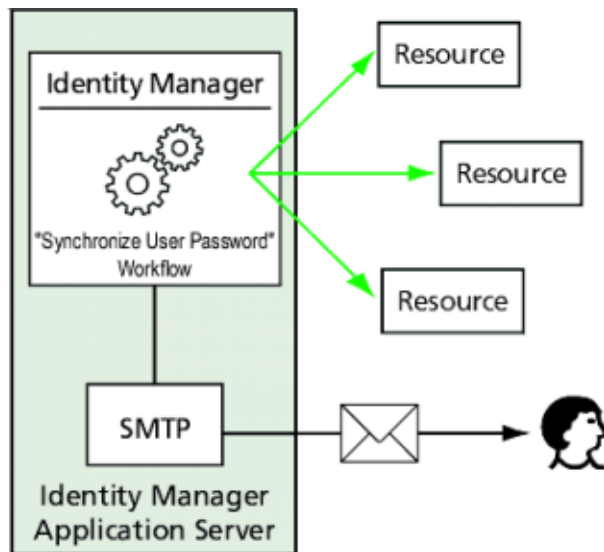 Identity Manager
"Synchronize User Password"
Workflow
Resource
Resource
Resource
SMTP
Identity Manager
Application Server